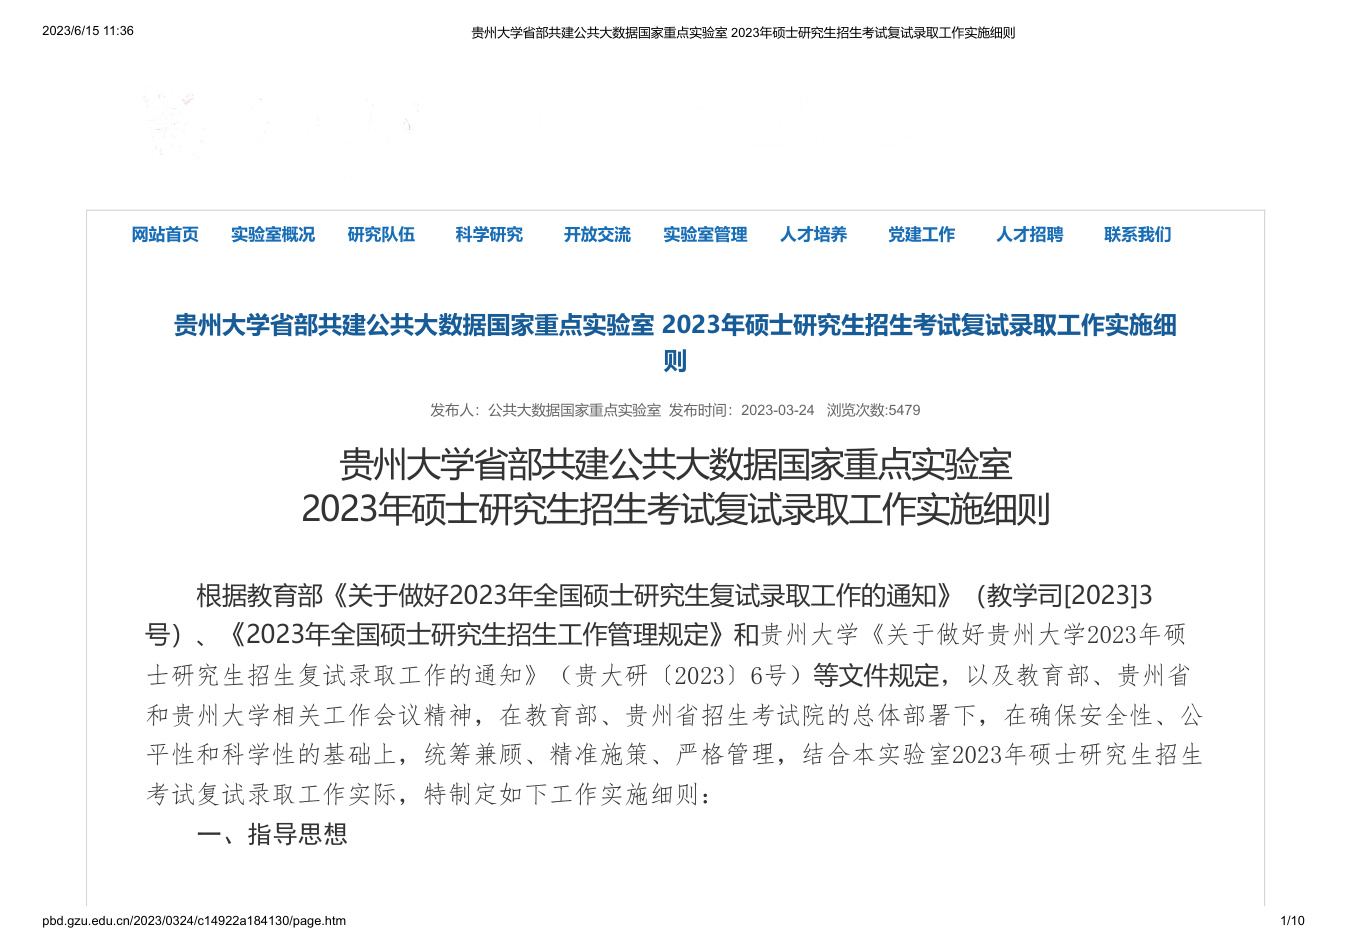 2023/6/15 11:36
贵州大学省部共建公共大数据国家重点实验室 2023年硕士研究生招生考试复试录取工作实施细则
网站首页 实验室概况 研究队伍 科学研究 开放交流 实验室管理 人才培养 党建工作 人才招聘 联系我们
贵州大学省部共建公共大数据国家重点实验室 2023年硕士研究生招生考试复试录取工作实施细
则
发布人：公共大数据国家重点实验室 发布时间：2023-03-24 浏览次数:5479
贵州大学省部共建公共大数据国家重点实验室
2023年硕士研究生招生考试复试录取工作实施细则
根据教育部《关于做好2023年全国硕士研究生复试录取工作的通知》（教学司[2023]3
号）、《2023年全国硕士研究生招生工作管理规定》和贵州大学《关于做好贵州大学2023年硕
士研究生招生复试录取工作的通知》（贵大研〔2023〕6号）等文件规定，以及教育部、贵州省
和贵州大学相关工作会议精神，在教育部、贵州省招生考试院的总体部署下，在确保安全性、公
平性和科学性的基础上，统筹兼顾、精准施策、严格管理，结合本实验室2023年硕士研究生招生
考试复试录取工作实际，特制定如下工作实施细则：
一、指导思想
pbd.gzu.edu.cn/2023/0324/c14922a184130/page.htm
1/10